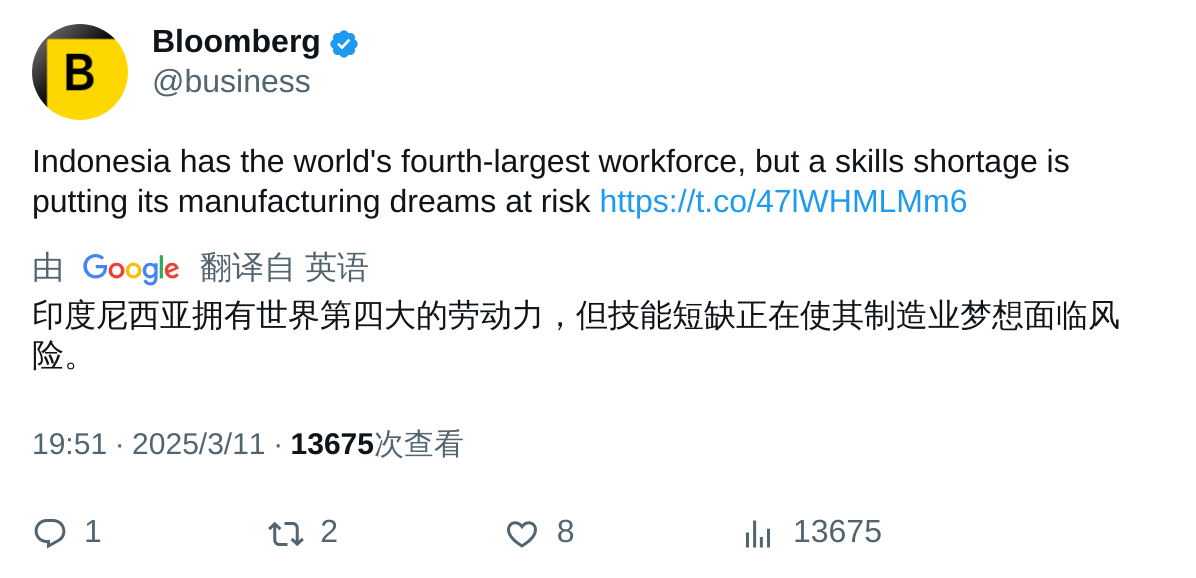 B
Bloomberg
@business
Indonesia has the world's fourth-largest workforce, but a skills shortage is
putting its manufacturing dreams at risk https://t.co/47lWHMLMm6
由 Google 翻译自 英语
印度尼西亚拥有世界第四大的劳动力，但技能短缺正在使其制造业梦想面临风
险。
19:51 · 2025/3/11 · 13675次查看
1 2 8 13675